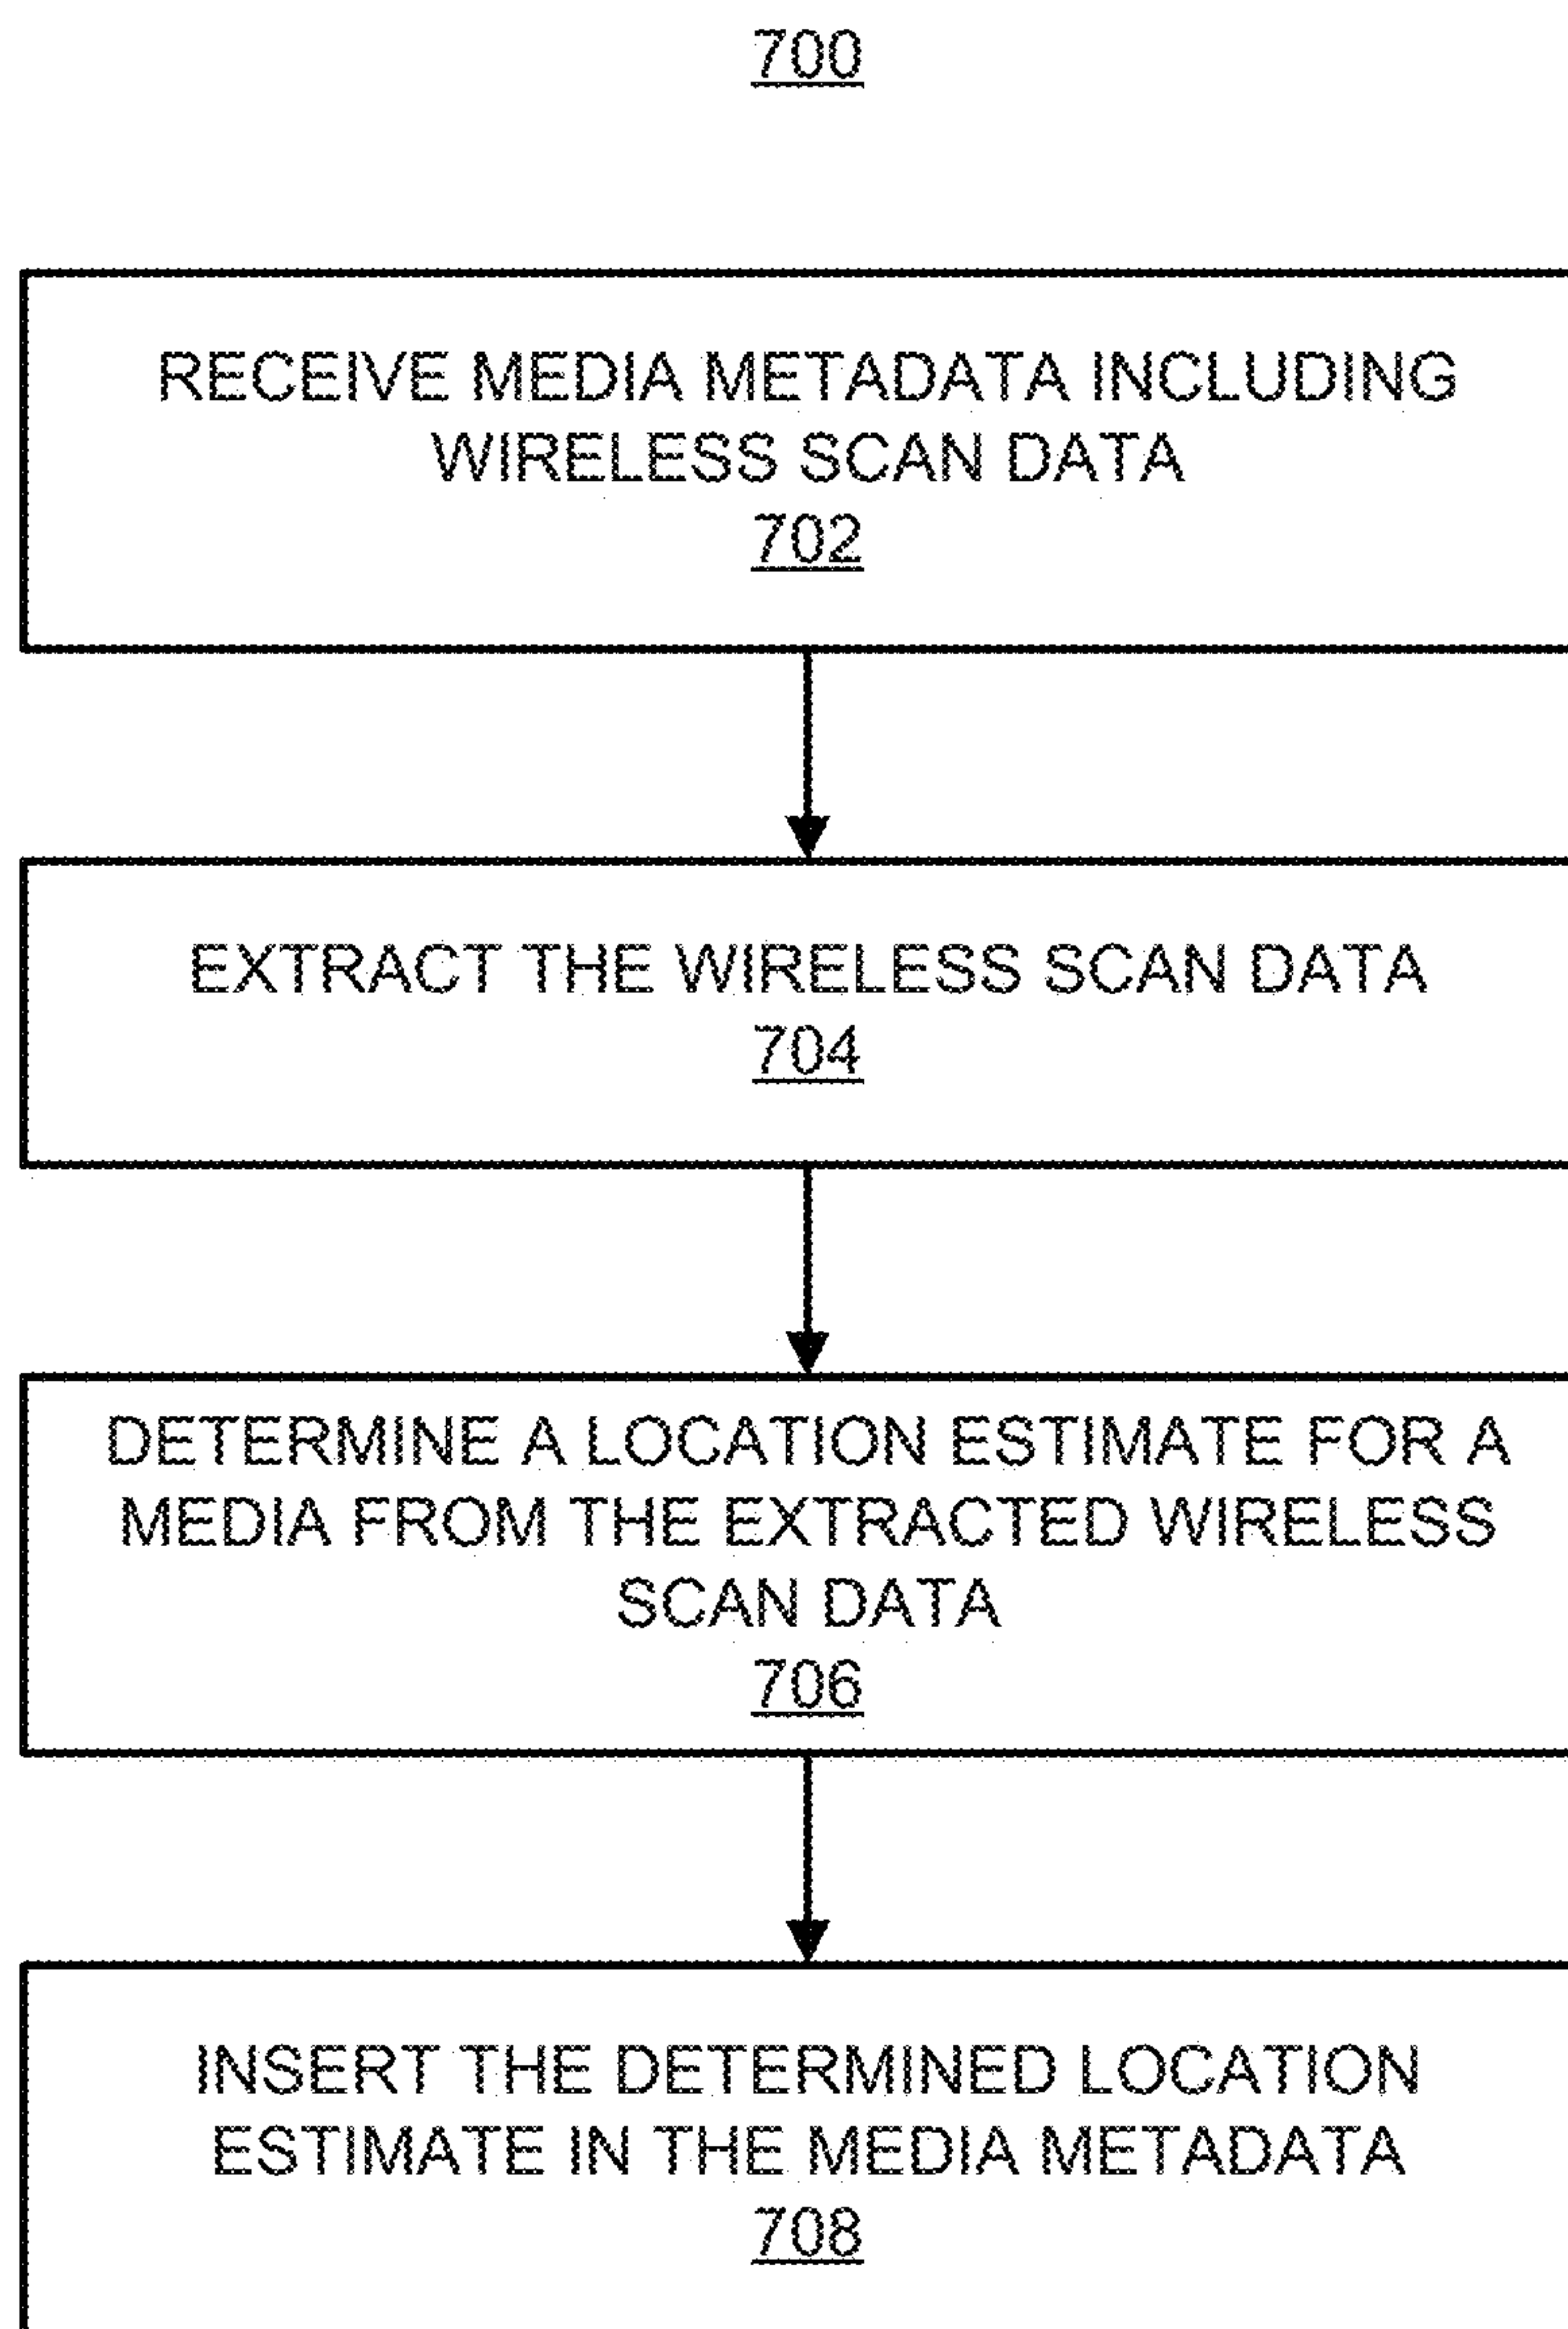 700
RECEIVE MEDIA METADATA INCLUDING
WIRELESS SCAN DATA
702
EXTRACT THE WIRELESS SCAN DATA
704
DETERMINE A LOCATION ESTIMATE FOR A
MEDIA FROM THE EXTRACTED WIRELESS
SCAN DATA
706
INSERT THE DETERMINED LOCATION
ESTIMATE IN THE MEDIA METADATA
708